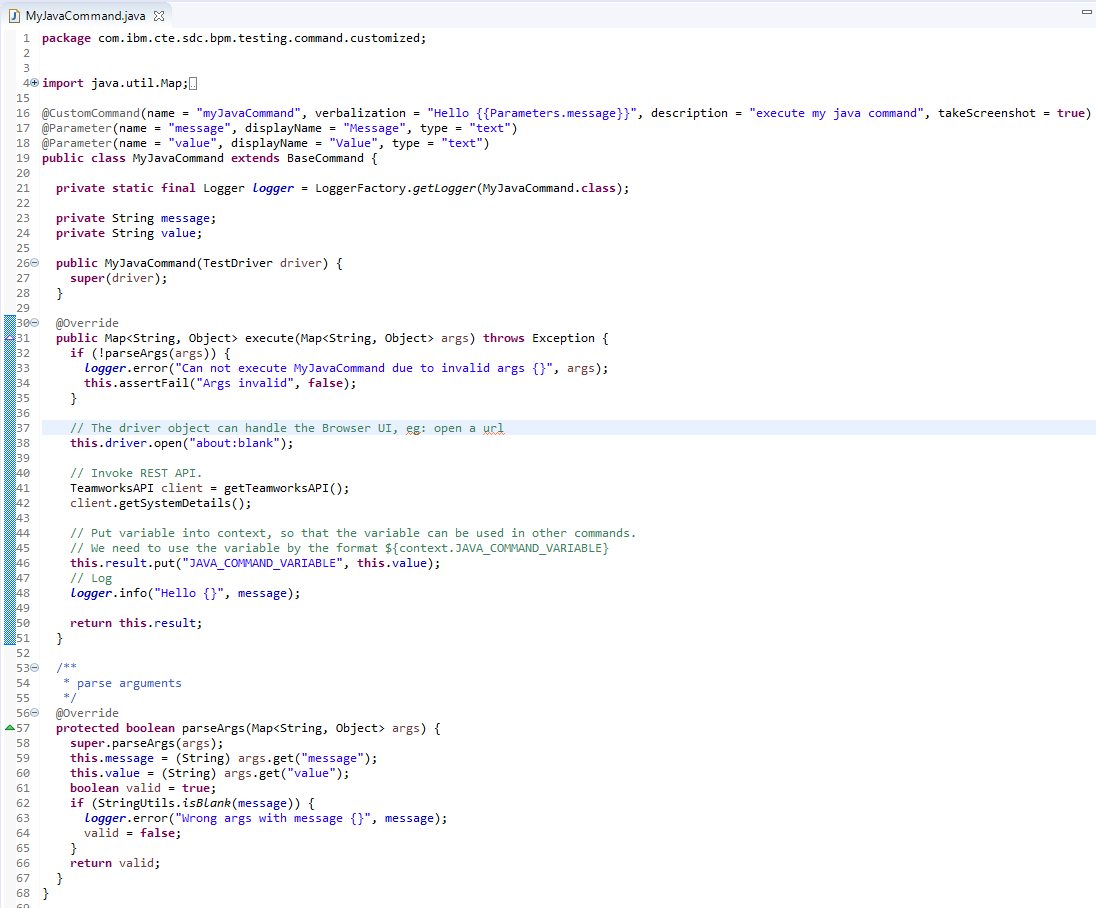 MyJavaCommand.java
1 package com.ibm.cte.sdc.bpm.testing.command.customized;
2
3
4 import java.util.Map;
15
16 @CustomCommand(name = "myJavaCommand", verbalization = "Hello {{Parameters.message}}", description = "execute my java command", takeScreenshot = true)
17 @Parameter(name = "message", displayName = "Message", type = "text")
18 @Parameter(name = "value", displayName = "Value", type = "text")
19 public class MyJavaCommand extends BaseCommand {
20
21   private static final Logger logger = LoggerFactory.getLogger(MyJavaCommand.class);
22
23   private String message;
24   private String value;
25
26   public MyJavaCommand(TestDriver driver) {
27     super(driver);
28   }
29
30   @Override
31   public Map<String, Object> execute(Map<String, Object> args) throws Exception {
32     if (!parseArgs(args)) {
33       logger.error("Can not execute MyJavaCommand due to invalid args {}", args);
34       this.assertFail("Args invalid", false);
35     }
36
37     // The driver object can handle the Browser UI, eg: open a url
38     this.driver.open("about:blank");
39
40     // Invoke REST API.
41     TeamworksAPI client = getTeamworksAPI();
42     client.getSystemDetails();
43
44     // Put variable into context, so that the variable can be used in other commands.
45     // We need to use the variable by the format ${context.JAVA_COMMAND_VARIABLE}
46     this.result.put("JAVA_COMMAND_VARIABLE", this.value);
47     // Log
48     logger.info("Hello {}", message);
49
50     return this.result;
51   }
52
53   /**
54    * parse arguments
55    */
56   @Override
57   protected boolean parseArgs(Map<String, Object> args) {
58     super.parseArgs(args);
59     this.message = (String) args.get("message");
60     this.value = (String) args.get("value");
61     boolean valid = true;
62     if (StringUtils.isBlank(message)) {
63       logger.error("Wrong args with message {}", message);
64       valid = false;
65     }
66     return valid;
67   }
68 }
69